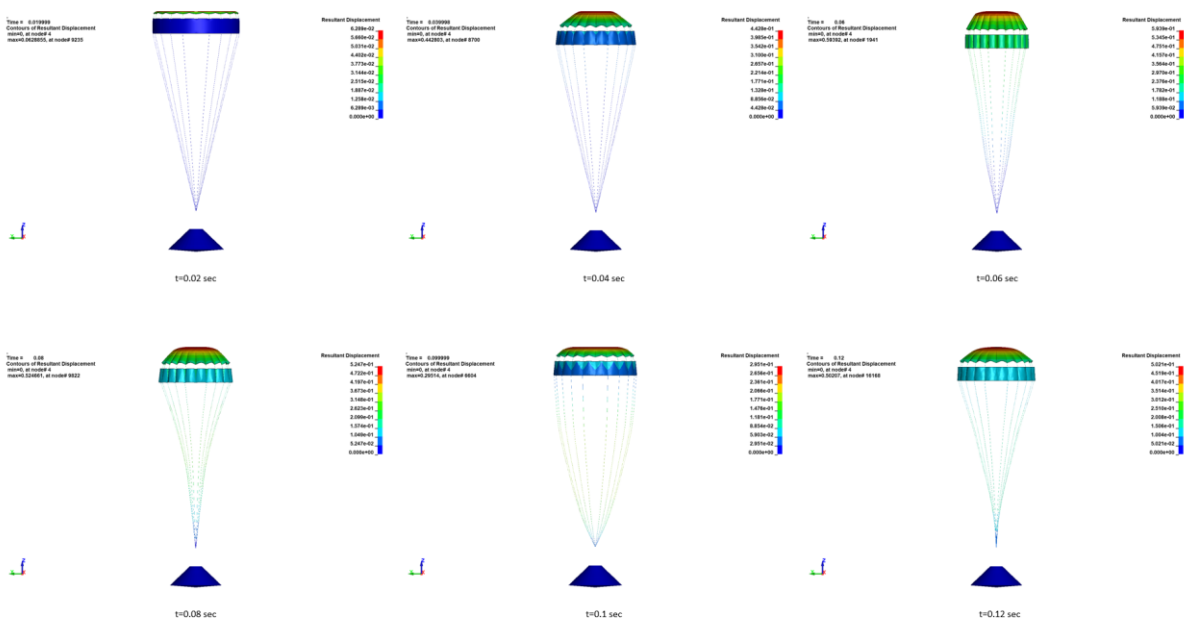 Time = 0.019999
Contours of Resultant Displacement
min=0, at node# 4
max=0.0628855, at node# 9235
Resultant Displacement
6.289e-02
5.660e-02
5.031e-02
4.402e-02
3.773e-02
3.144e-02
2.515e-02
1.887e-02
1.258e-02
6.289e-03
0.000e+00
t=0.02 sec
Time = 0.039998
Contours of Resultant Displacement
min=0, at node# 4
max=0.442803, at node# 8700
Resultant Displacement
4.428e-01
3.985e-01
3.542e-01
3.100e-01
2.657e-01
2.214e-01
1.771e-01
1.328e-01
4.428e-02
0.000e+00
t=0.04 sec
Time = 0.06
Contours of Resultant Displacement
min=0, at node# 4
max=0.59392, at node# 1941
Resultant Displacement
5.345e-01
4.751e-01
4.157e-01
3.564e-01
2.970e-01
2.376e-01
1.782e-01
1.188e-01
0.000e+00
t=0.06 sec
Time = 0.08
Contours of Resultant Displacement
min=0, at node# 4
max=0.524661, at node# 9822
Resultant Displacement
5.247e-01
4.722e-01
4.197e-01
3.673e-01
3.148e-01
2.623e-01
2.099e-01
1.574e-01
1.049e-01
5.247e-02
0.000e+00
t=0.08 sec
Time = 0.099999
Contours of Resultant Displacement
min=0, at node# 4
Resultant Displacement
2.951e-01
2.656e-01
2.361e-01
2.066e-01
1.771e-01
1.476e-01
1.181e-01
8.854e-02
5.903e-02
2.951e-02
0.000e+00
t=0.1 sec
Time = 0.12
Contours of Resultant Displacement
min=0, at node# 4
max=0.50207, at node# 16168
Resultant Displacement
5.021e-01
4.519e-01
4.017e-01
3.514e-01
3.012e-01
2.510e-01
2.008e-01
1.506e-01
1.004e-01
5.021e-02
0.000e+00
t=0.12 sec